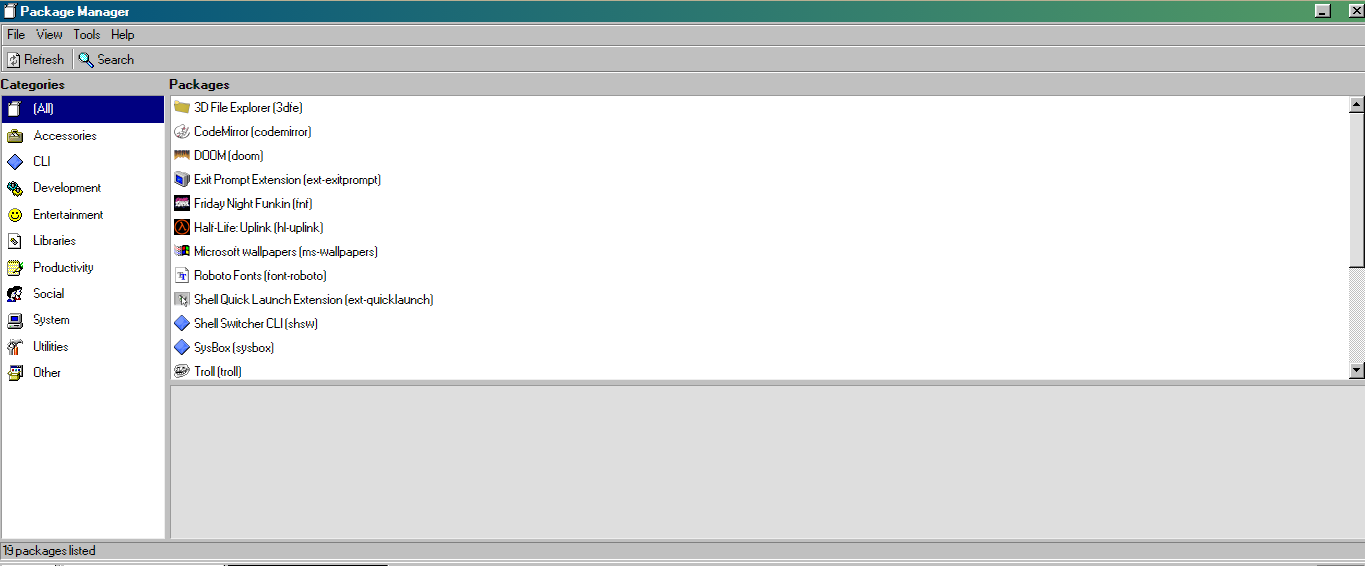 Package Manager
File View Tools Help
Refresh Search
Categories
(All)
Accessories
CLI
Development
Entertainment
Libraries
Productivity
Social
System
Utilities
Other
Packages
3D File Explorer (3dfe)
CodeMirror (codemirror)
DOOM (doom)
Exit Prompt Extension (ext-exitprompt)
Friday Night Funkin (fnf)
Half-Life: Uplink (hl-uplink)
Microsoft wallpapers (ms-wallpapers)
Roboto Fonts (font-roboto)
Shell Quick Launch Extension (ext-quicklaunch)
Shell Switcher CLI (shsw)
SysBox (sysbox)
Troll (troll)
19 packages listed